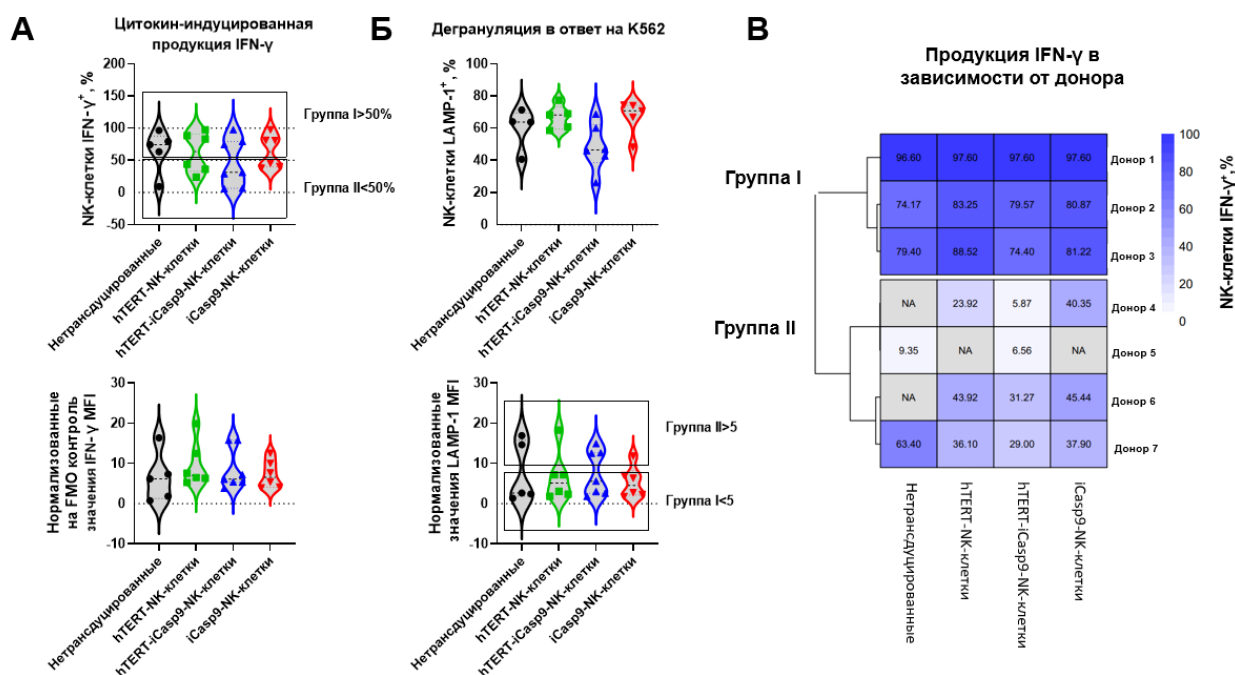 А
Цитокин-индуцированная
продукция IFN-γ
NK-клетки IFN-γ+, %
200
150
100
50
0
-50
Группа I>50%
Группа II<50%
Нетрансдуцированные
hTERT-NK-клетки
hTERT-iCasp9-NK-клетки
iCasp9-NK-клетки
Нормализованные
на FMO контроль
значения IFN-γ MFI
30
20
10
0
-10
Нетрансдуцированные
hTERT-NK-клетки
hTERT-iCasp9-NK-клетки
iCasp9-NK-клетки
Б
Дегрануляция в ответ на K562
NK-клетки LAMP-1+, %
100
80
60
40
20
0
Нетрансдуцированные
hTERT-NK-клетки
hTERT-iCasp9-NK-клетки
iCasp9-NK-клетки
Нормализованные
значения LAMP-1 MFI
30
20
10
0
-10
Группа II>5
Группа I<5
Нетрансдуцированные
hTERT-NK-клетки
hTERT-iCasp9-NK-клетки
iCasp9-NK-клетки
В
Продукция IFN-γ в
зависимости от донора
Группа I
Группа II
96.60 97.60 97.60 97.60 Донор 1
74.17 83.25 79.57 80.87 Донор 2
79.40 88.52 74.40 81.22 Донор 3
NA 23.92 5.87 40.35 Донор 4
9.35 NA 6.56 NA Донор 5
NA 43.92 31.27 45.44 Донор 6
63.40 36.10 29.00 37.90 Донор 7
Нетрансдуцированные
hTERT-NK-клетки
hTERT-iCasp9-NK-клетки
iCasp9-NK-клетки
100
80
60
40
20
0
NK-клетки IFN-γ+, %